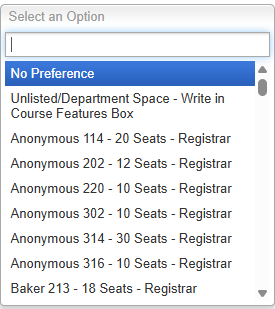 Select an Option
No Preference
Unlisted/Department Space - Write in
Course Features Box
Anonymous 114 - 20 Seats - Registrar
Anonymous 202 - 12 Seats - Registrar
Anonymous 220 - 10 Seats - Registrar
Anonymous 302 - 10 Seats - Registrar
Anonymous 314 - 30 Seats - Registrar
Anonymous 316 - 10 Seats - Registrar
Baker 213 - 18 Seats - Registrar